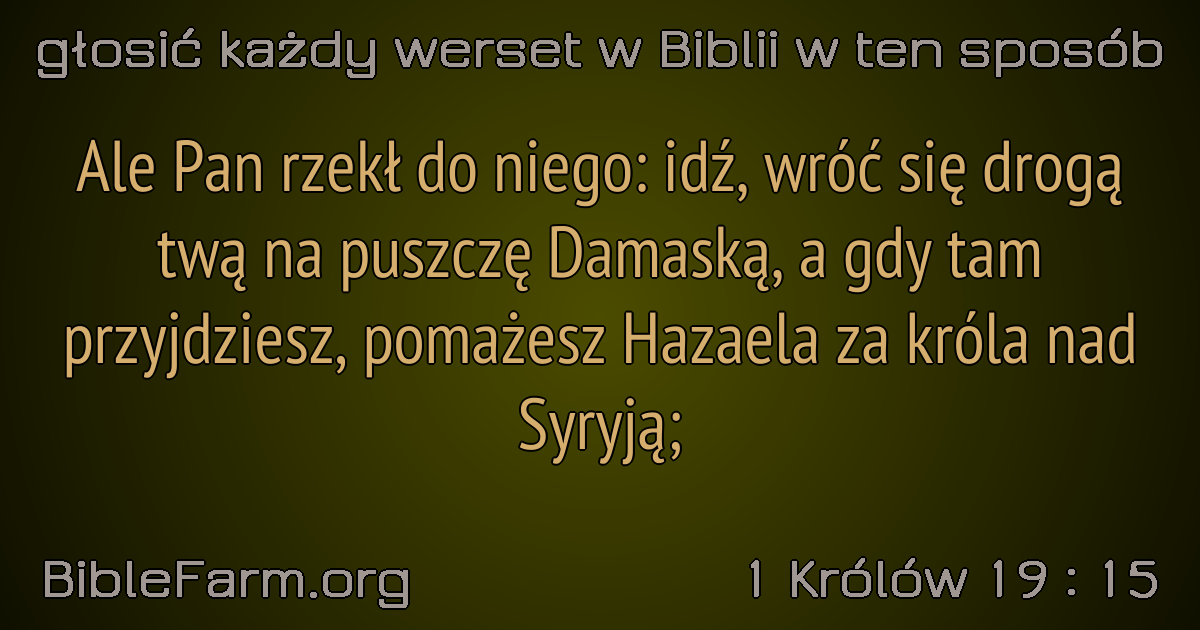 głosić każdy werset w Biblii w ten sposób
Ale Pan rzekł do niego: idź, wróć się drogą
twą na puszczę Damaską, a gdy tam
przyjdziesz, pomażesz Hazaela za króla nad
Syryją;
BibleFarm.org
1 Królów 19 : 15